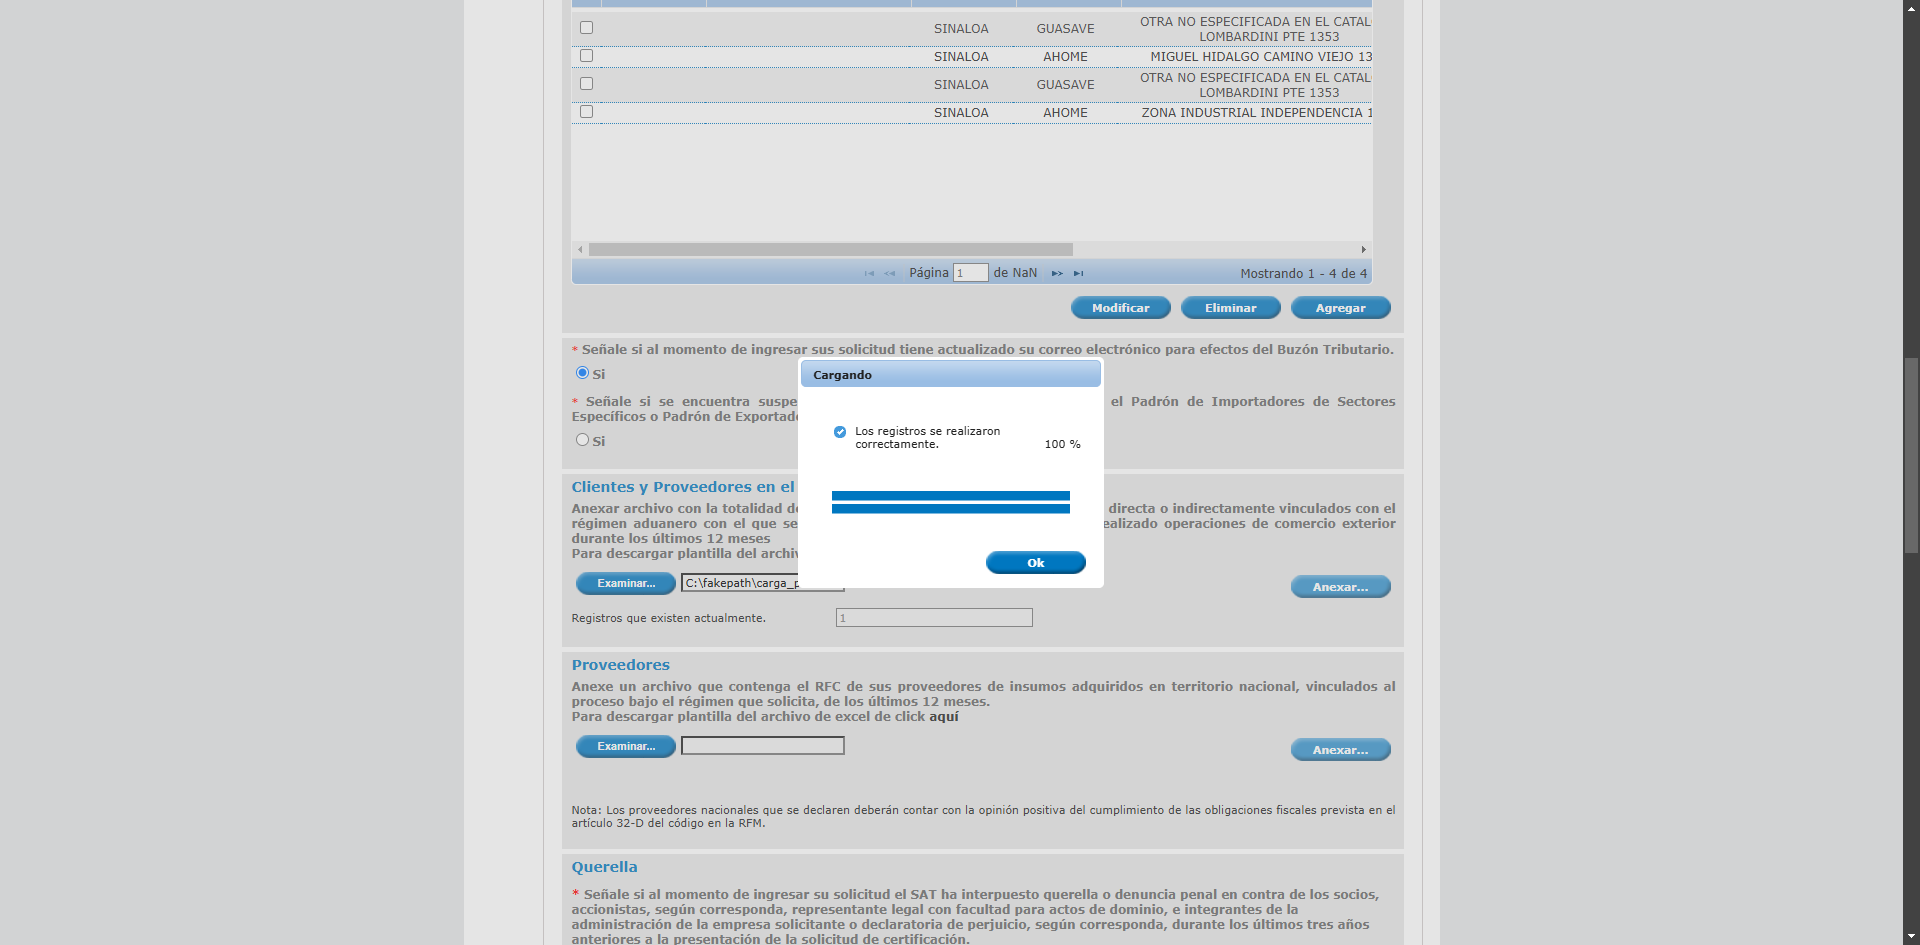 SINALOA GUASAVE OTRA NO ESPECIFICADA EN EL CATAL
LOMBARDINI PTE 1353
SINALOA AHOME MIGUEL HIDALGO CAMINO VIEJO 13
SINALOA GUASAVE OTRA NO ESPECIFICADA EN EL CATAL
LOMBARDINI PTE 1353
SINALOA AHOME ZONA INDUSTRIAL INDEPENDENCIA 1
Página 1 de NaN Mostrando 1 - 4 de 4
Modificar Eliminar Agregar
* Señale si al momento de ingresar sus solicitud tiene actualizado su correo electrónico para efectos del Buzón Tributario.
Si
* Señale si se encuentra suspe
el Padrón de Importadores de Sectores
Específicos o Padrón de Exportad
Si
Cargando
Los registros se realizaron
correctamente. 100 %
Ok
Clientes y Proveedores en el
Anexar archivo con la totalidad d
directa o indirectamente vinculados con el
régimen aduanero con el que se
ealizado operaciones de comercio exterior
durante los últimos 12 meses
Para descargar plantilla del archiv
Examinar... C:\fakepath\carga_p Anexar...
Registros que existen actualmente. 1
Proveedores
Anexe un archivo que contenga el RFC de sus proveedores de insumos adquiridos en territorio nacional, vinculados al
proceso bajo el régimen que solicita, de los últimos 12 meses.
Para descargar plantilla del archivo de excel de click aquí
Examinar... Anexar...
Nota: Los proveedores nacionales que se declaren deberán contar con la opinión positiva del cumplimiento de las obligaciones fiscales prevista en el
artículo 32-D del código en la RFM.
Querella
* Señale si al momento de ingresar su solicitud el SAT ha interpuesto querella o denuncia penal en contra de los socios,
accionistas, según corresponda, representante legal con facultad para actos de dominio, e integrantes de la
administración de la empresa solicitante o declaratoria de perjuicio, según corresponda, durante los últimos tres años
anteriores a la presentación de la solicitud de certificación.